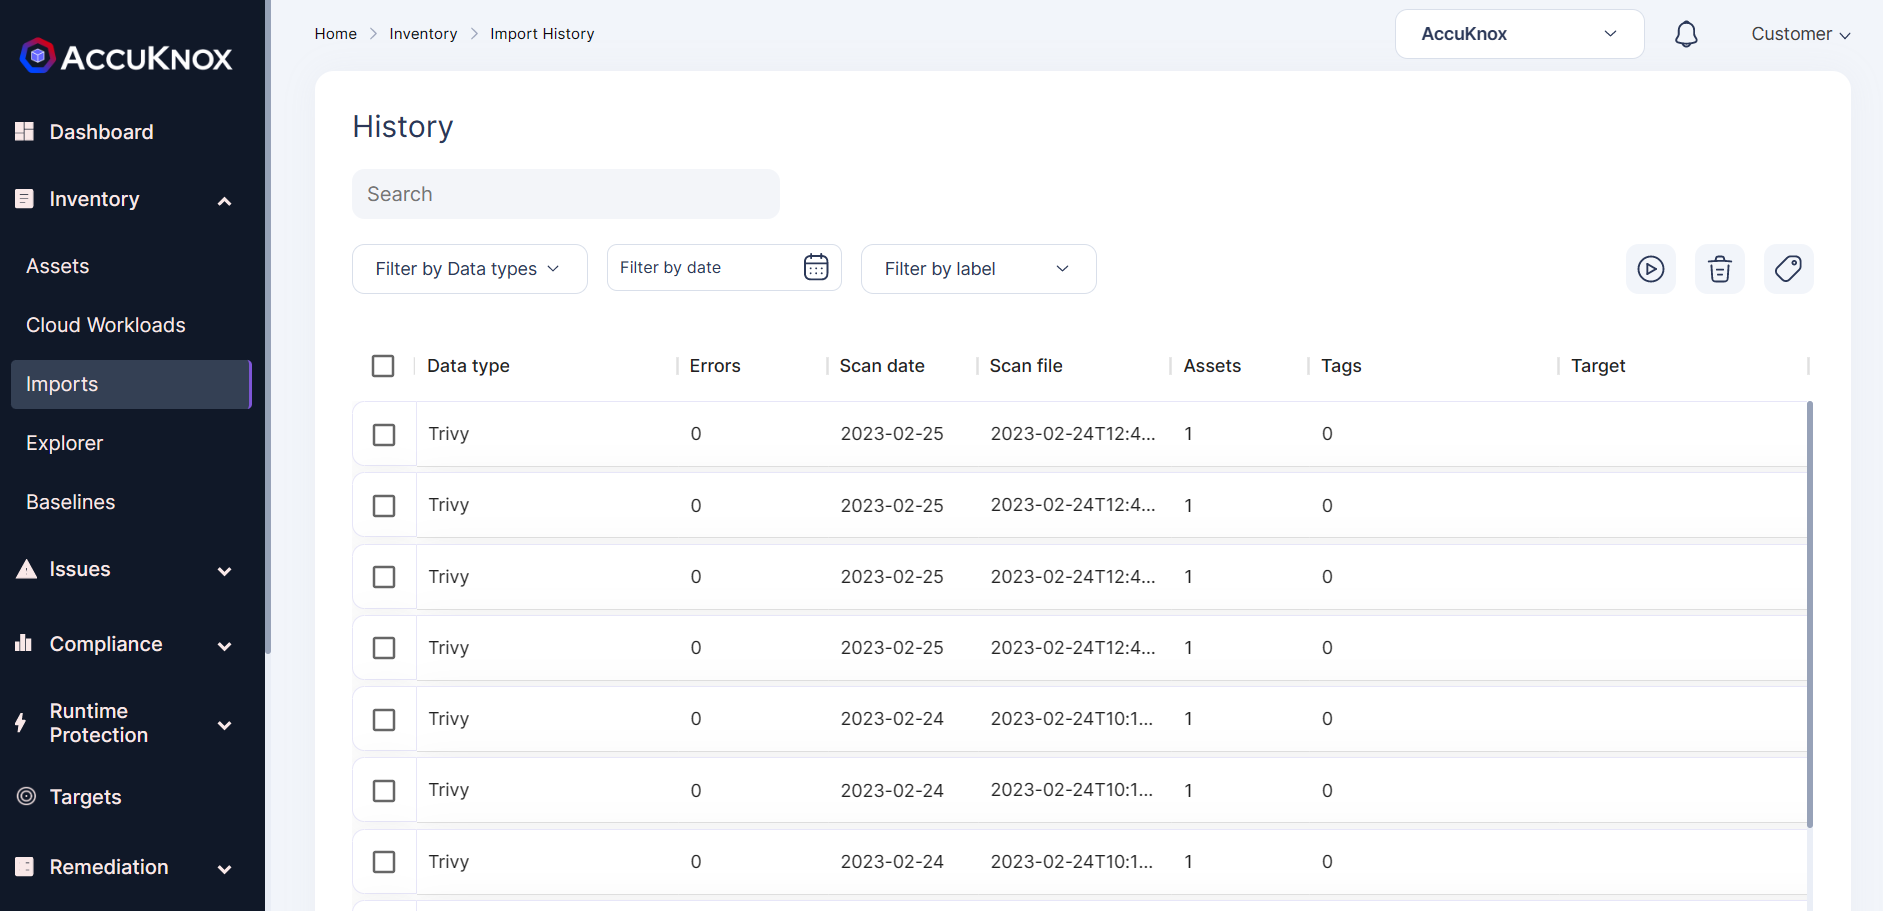 AccuKnox
Dashboard
Inventory
Assets
Cloud Workloads
Imports
Explorer
Baselines
Issues
Compliance
Runtime
Protection
Targets
Remediation
Home > Inventory > Import History
AccuKnox
Customer
History
Search
Filter by Data types
Filter by date
Filter by label
Data type Errors Scan date Scan file Assets Tags Target
Trivy 0 2023-02-25 2023-02-24T12:4... 1 0
Trivy 0 2023-02-25 2023-02-24T12:4... 1 0
Trivy 0 2023-02-25 2023-02-24T12:4... 1 0
Trivy 0 2023-02-25 2023-02-24T12:4... 1 0
Trivy 0 2023-02-24 2023-02-24T10:1... 1 0
Trivy 0 2023-02-24 2023-02-24T10:1... 1 0
Trivy 0 2023-02-24 2023-02-24T10:1... 1 0